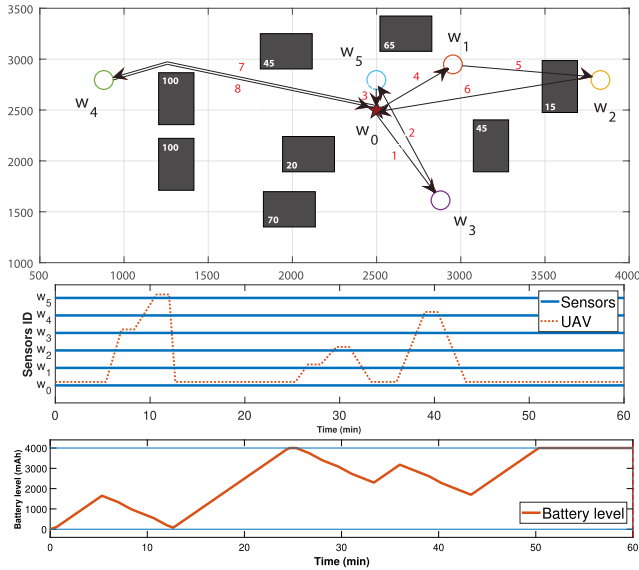 3500
3000
2500
2000
1500
1000
500
1000
1500
2000
2500
3000
3500
4000
w1
w5
65
45
7
5
4
w4
100
8
3
6
w2
15
w0
2
45
1
100
20
w3
70
Sensors ID
w5
w4
w3
w2
w1
w0
Sensors
UAV
0
10
20
30
40
50
60
Time (min)
Battery level (mAh)
4000
3000
2000
1000
0
Battery level
0
10
20
30
40
50
60
Time (min)